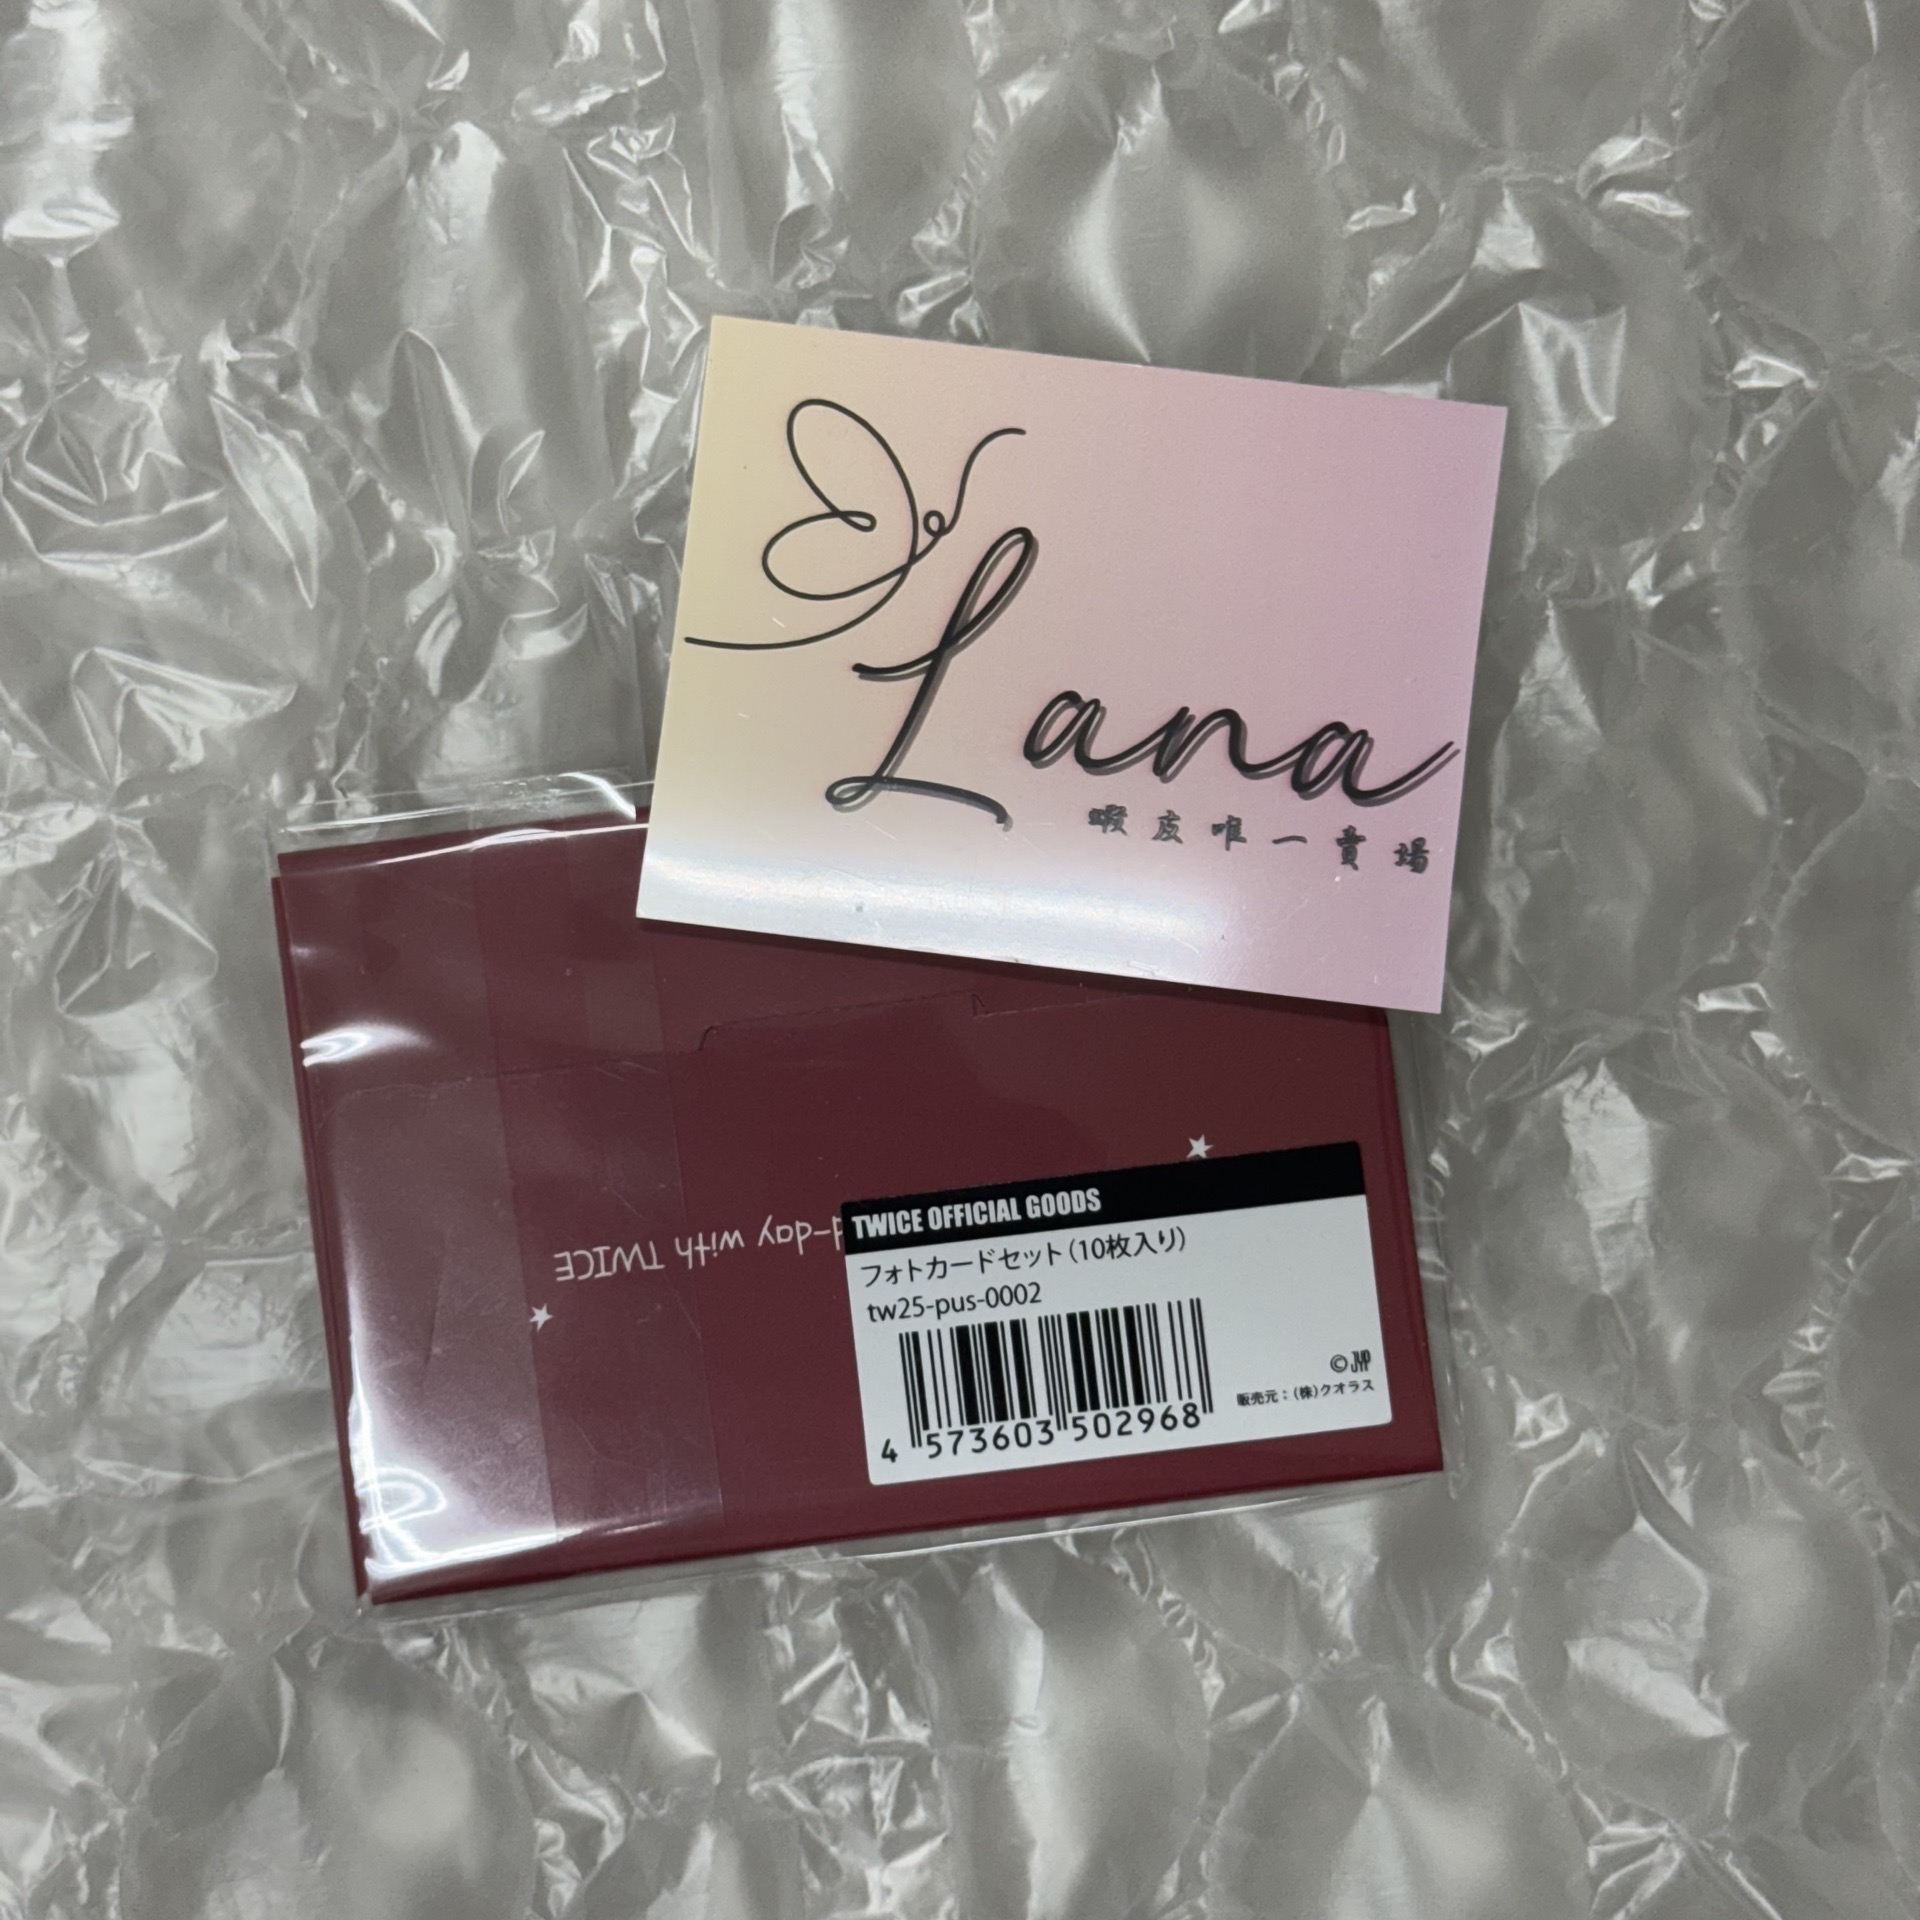 Lana
蝦皮唯一賣場
d-day with TWICE
TWICE OFFICIAL GOODS
フォトカードセット(10枚入り)
tw25-pus-0002
4 573603 502968
©JYP
販売元:(株)クオラス